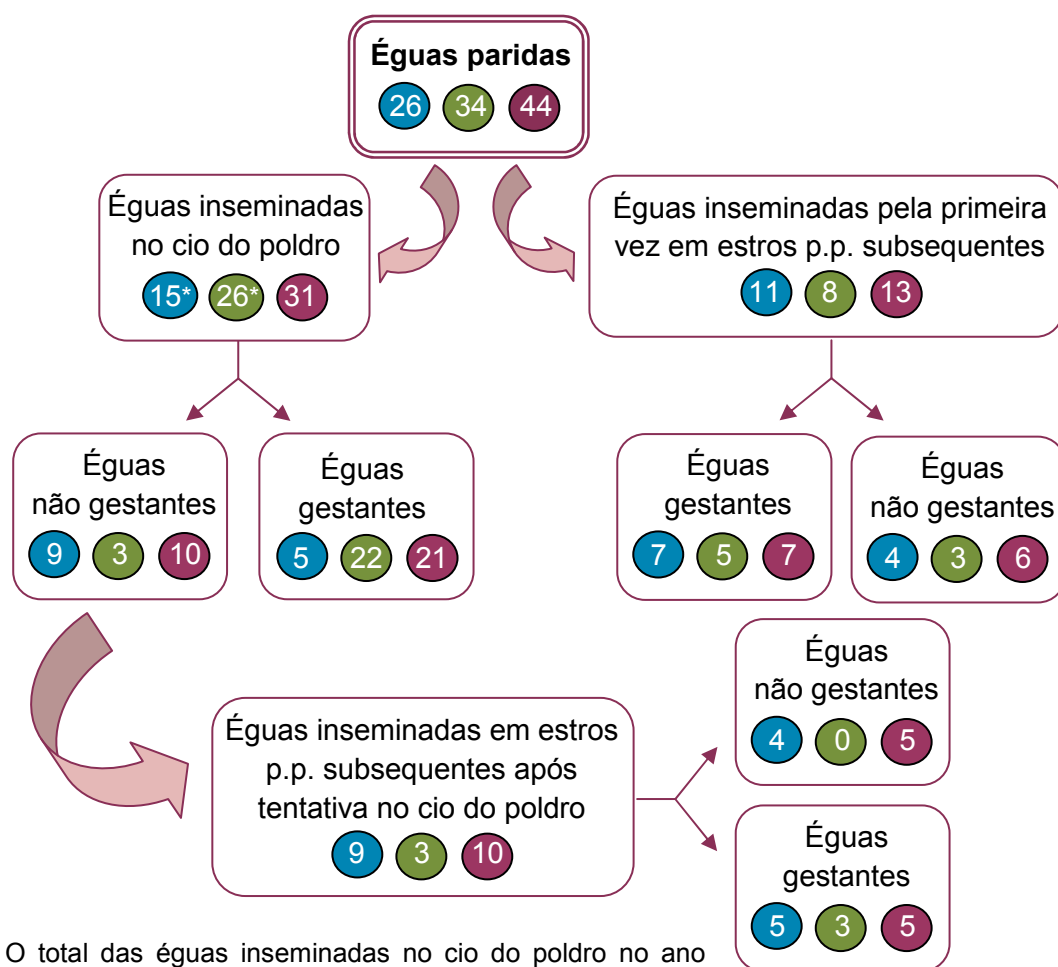 Éguas paridas
26 34 44
Éguas inseminadas
no cio do poldro
15* 26* 31
Éguas inseminadas pela primeira
vez em estros p.p. subsequentes
11 8 13
Éguas
não gestantes
9 3 10
Éguas
gestantes
5 22 21
Éguas
gestantes
7 5 7
Éguas
não gestantes
4 3 6
Éguas inseminadas em estros
p.p. subsequentes após
tentativa no cio do poldro
9 3 10
Éguas
não gestantes
4 0 5
Éguas
gestantes
5 3 5
O total das éguas inseminadas no cio do poldro no ano